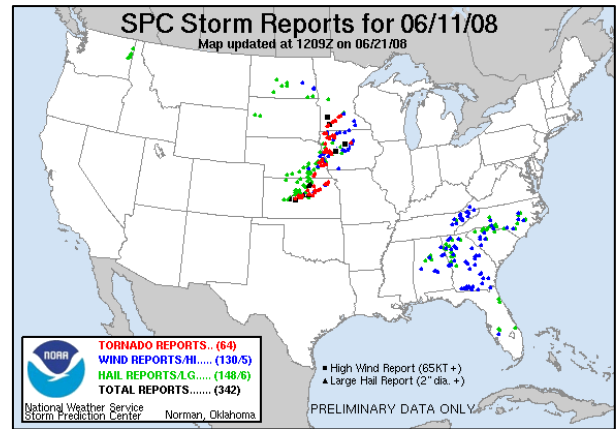 SPC Storm Reports for 06/11/08
Map updated at 1209Z on 06/21/08
NOAA
TORNADO REPORTS.. (64)
WIND REPORTS/HI..... (130/5)
HAIL REPORTS/LG..... (148/6)
TOTAL REPORTS....... (342)
National Weather Service
Storm Prediction Center Norman, Oklahoma
High Wind Report (65KT +)
Large Hail Report (2" dia. +)
PRELIMINARY DATA ONLY